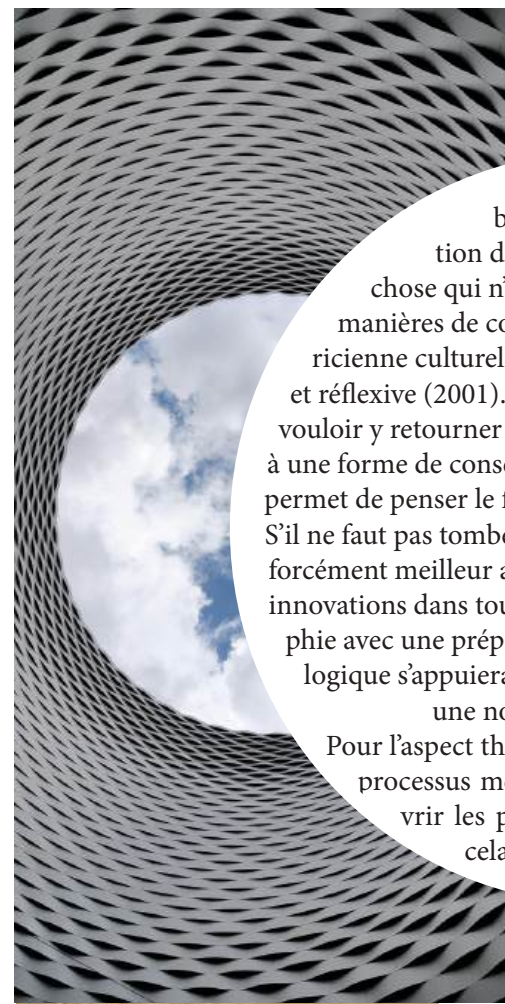 b
tion d
chose qui n’
manières de co
ricienne culturel
et réflexive (2001).
vouloir y retourner
à une forme de conse
permet de penser le f
S’il ne faut pas tombe
forcément meilleur a
innovations dans tou
phie avec une prép
logique s’appuiera
une no
Pour l’aspect th
processus me
vrir les p
cela